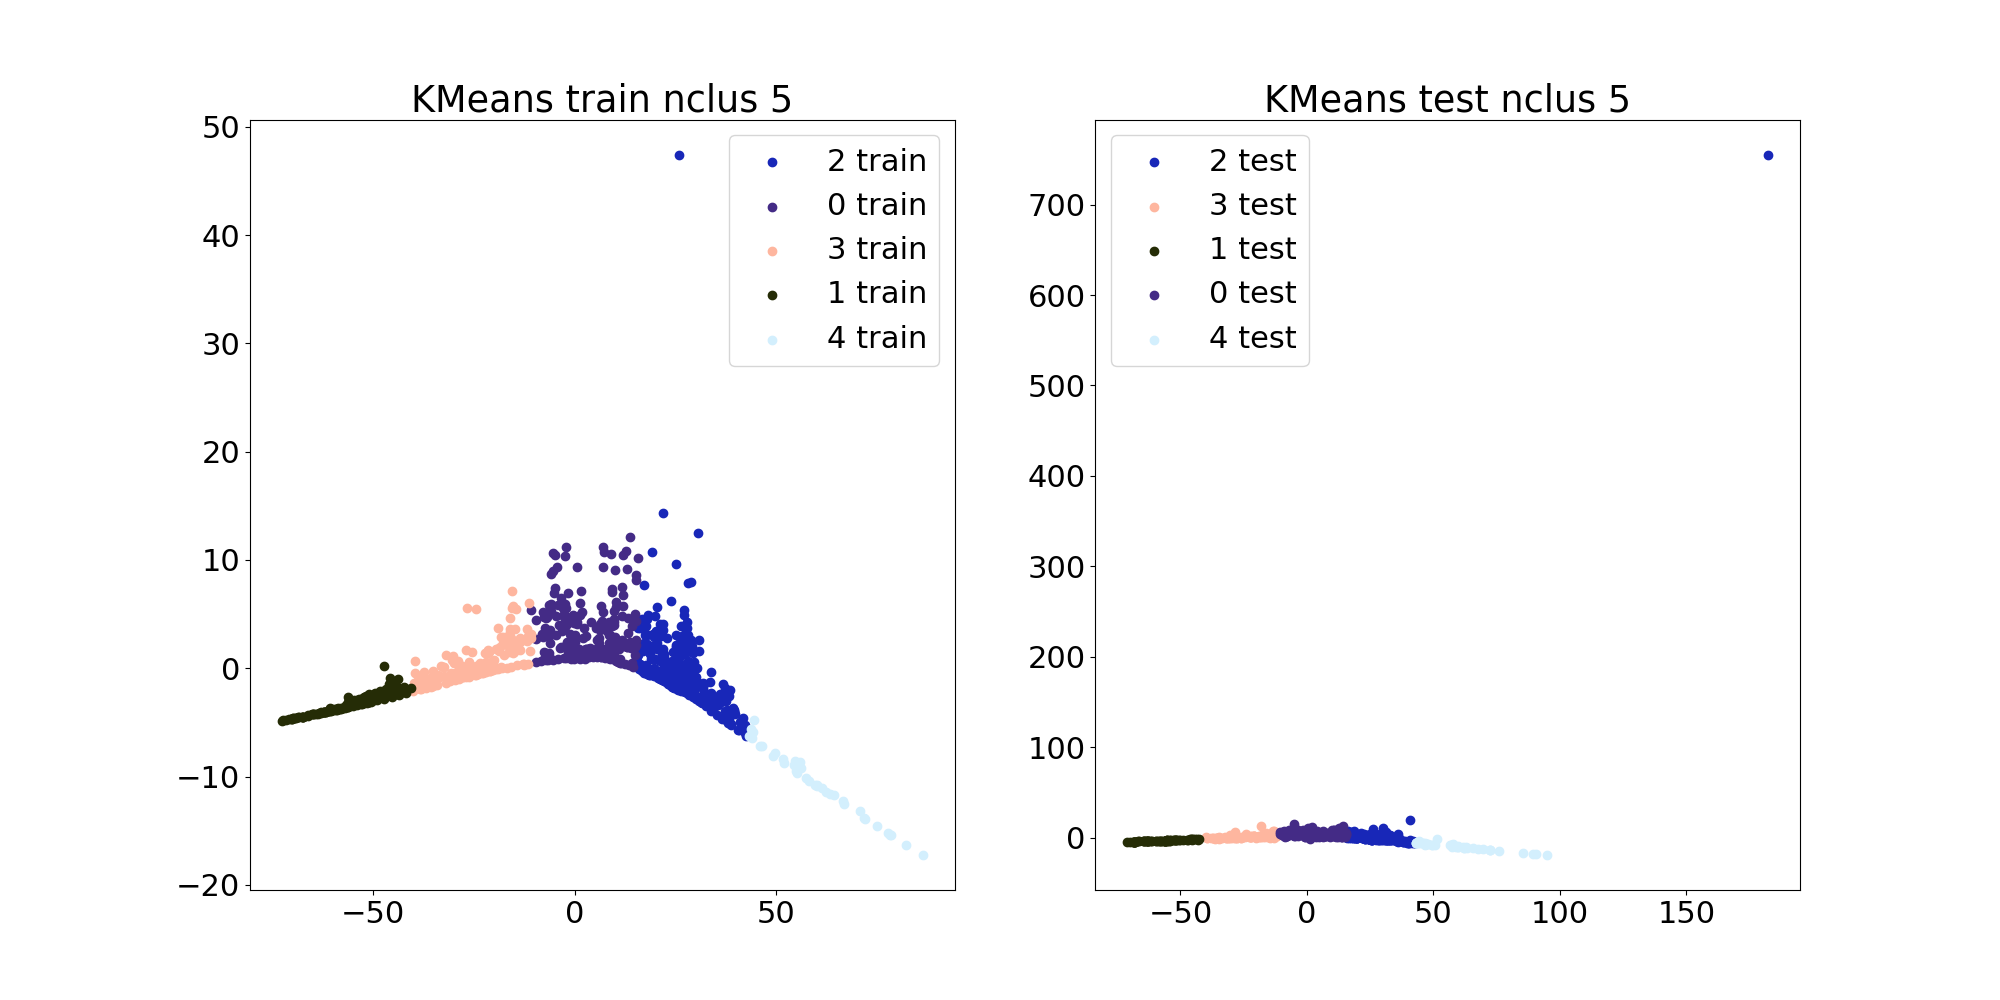 KMeans train nclus 5
50
40
30
20
10
0
−10
−20
−50
0
50
2 train
0 train
3 train
1 train
4 train
KMeans test nclus 5
700
600
500
400
300
200
100
0
−50
0
50
100
150
2 test
3 test
1 test
0 test
4 test